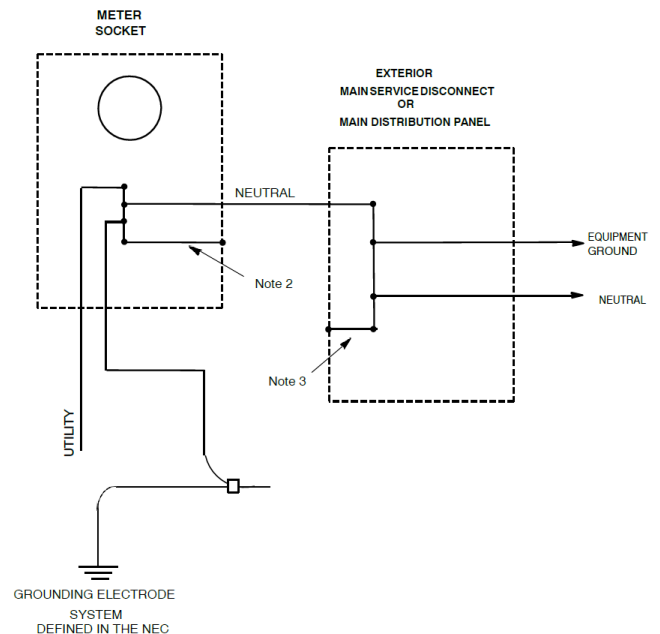 METER
SOCKET
EXTERIOR
MAIN SERVICE DISCONNECT
OR
MAIN DISTRIBUTION PANEL
NEUTRAL
EQUIPMENT
GROUND
Note 2
NEUTRAL
Note 3
UTILITY
GROUNDING ELECTRODE
SYSTEM
DEFINED IN THE NEC